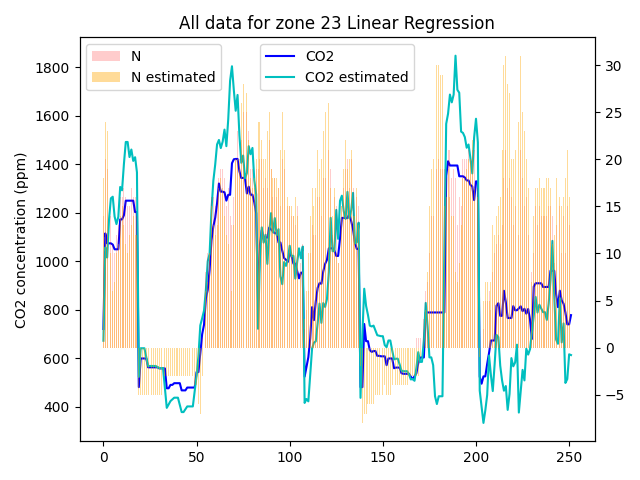 All data for zone 23 Linear Regression
N
N estimated
CO2
CO2 estimated
CO2 concentration (ppm)
1800
1600
1400
1200
1000
800
600
400
30
25
20
15
10
5
0
−5
0 50 100 150 200 250